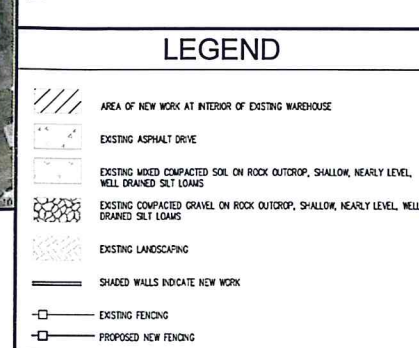 LEGEND
AREA OF NEW WORK AT INTERIOR OF EXISTING WAREHOUSE
EXISTING ASPHALT DRIVE
EXISTING MIXED COMPACTED SOIL ON ROCK OUTCROP, SHALLOW, NEARLY LEVEL,
WELL DRAINED SILT LOAMS
EXISTING COMPACTED GRAVEL ON ROCK OUTCROP, SHALLOW, NEARLY LEVEL, WELL
DRAINED SILT LOAMS
EXISTING LANDSCAPING
SHADED WALLS INDICATE NEW WORK
EXISTING FENCING
PROPOSED NEW FENCING